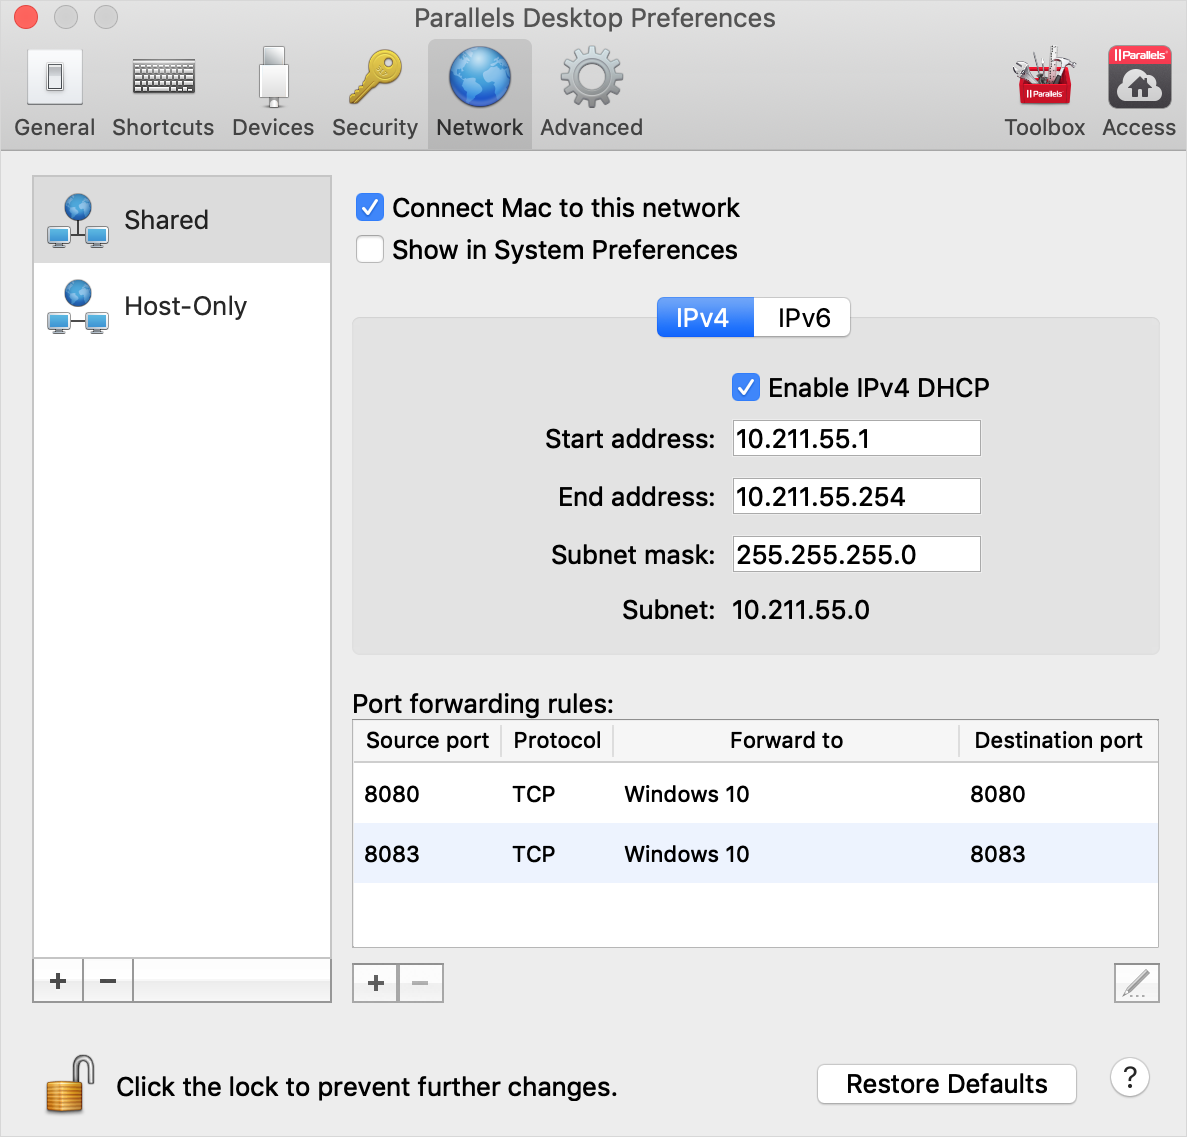 Parallels Desktop Preferences
|| Parallels
|| Parallels
General Shortcuts Devices Security Network Advanced Toolbox Access
Shared
Host-Only
Connect Mac to this network
Show in System Preferences
IPv4 IPv6
Enable IPv4 DHCP
Start address: 10.211.55.1
End address: 10.211.55.254
Subnet mask: 255.255.255.0
Subnet: 10.211.55.0
Port forwarding rules:
Source port Protocol Forward to Destination port
8080 TCP Windows 10 8080
8083 TCP Windows 10 8083
+ − + −
Click the lock to prevent further changes.
Restore Defaults ?